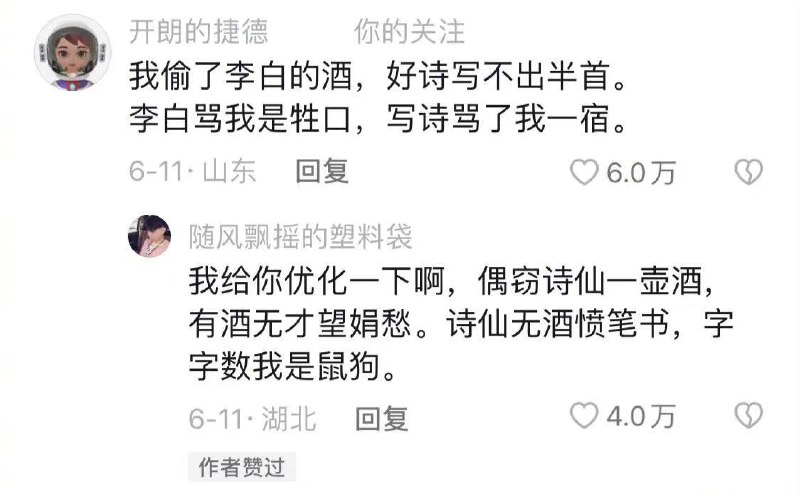 开朗的捷德 你的关注
我偷了李白的酒，好诗写不出半首。
李白骂我是牲口，写诗骂了我一宿。
6-11·山东 回复 6.0万
随风飘摇的塑料袋
我给你优化一下啊，偶窃诗仙一壶酒，
有酒无才望娟愁。诗仙无酒愤笔书，字
字数我是鼠狗。
6-11·湖北 回复 4.0万
作者赞过